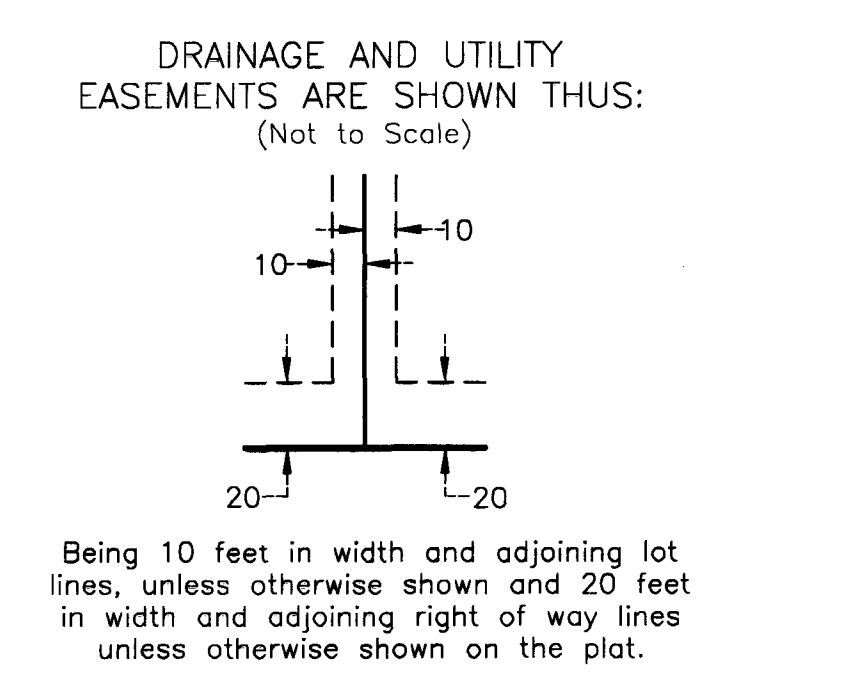 DRAINAGE AND UTILITY
EASEMENTS ARE SHOWN THUS:
(Not to Scale)
10
10
20
20
Being 10 feet in width and adjoining lot
lines, unless otherwise shown and 20 feet
in width and adjoining right of way lines
unless otherwise shown on the plat.